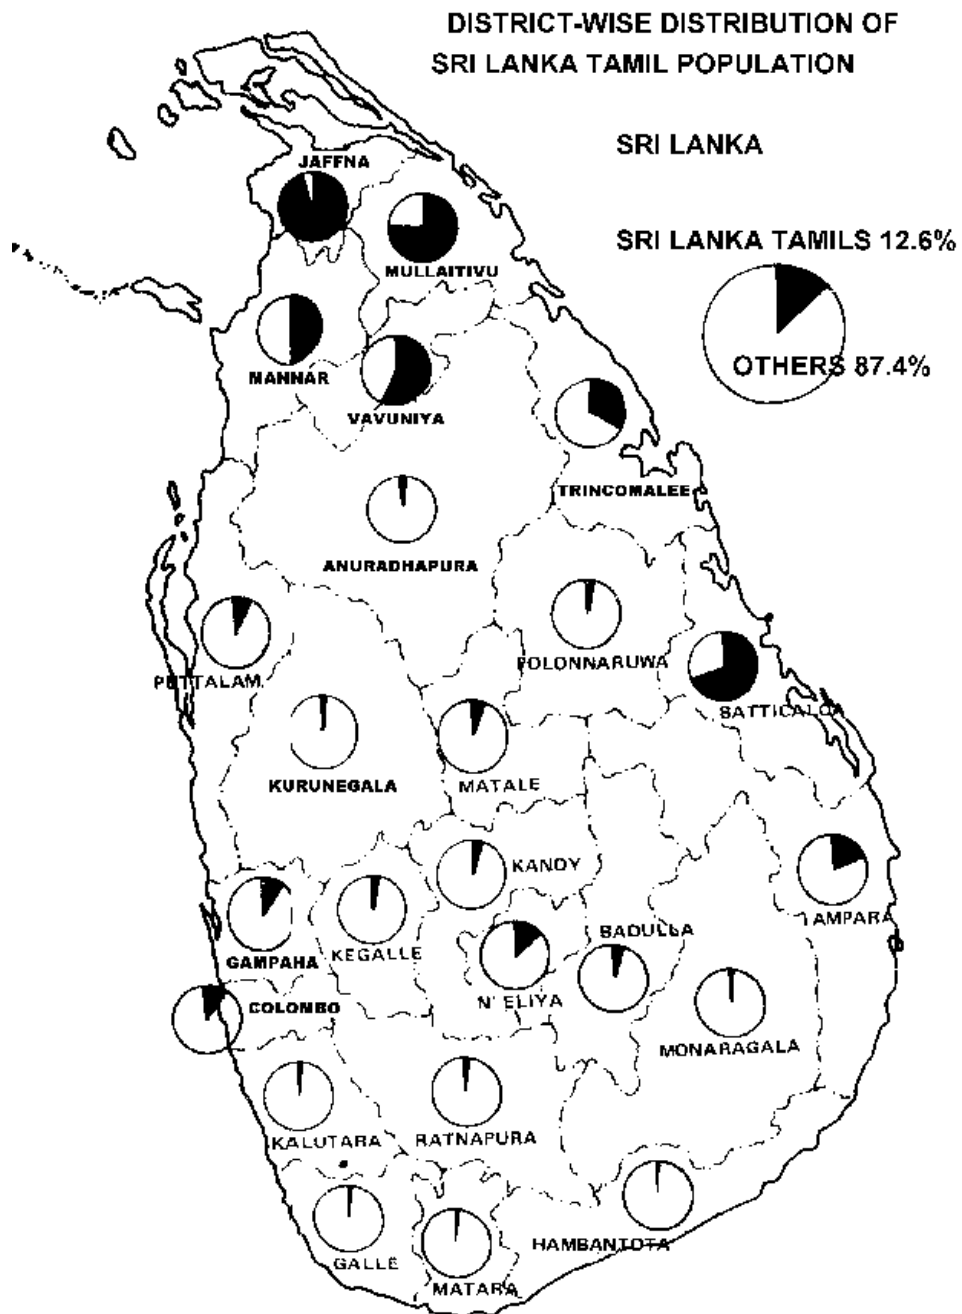 DISTRICT-WISE DISTRIBUTION OF
SRI LANKA TAMIL POPULATION
SRI LANKA
JAFFNA
SRI LANKA TAMILS 12.6%
MULLAITIVU
OTHERS 87.4%
MANNAR
VAVUNIYA
TRINCOMALEE
ANURADHAPURA
POLONNARUWA
PUTTALAM
BATTICALOA
KURUNEGALA
MATALE
KANDY
AMPARA
BADULLA
KEGALLE
GAMPAHA
N' ELIYA
COLOMBO
MONARAGALA
KALUTARA
RATNAPURA
HAMBANTOTA
GALLE
MATARA